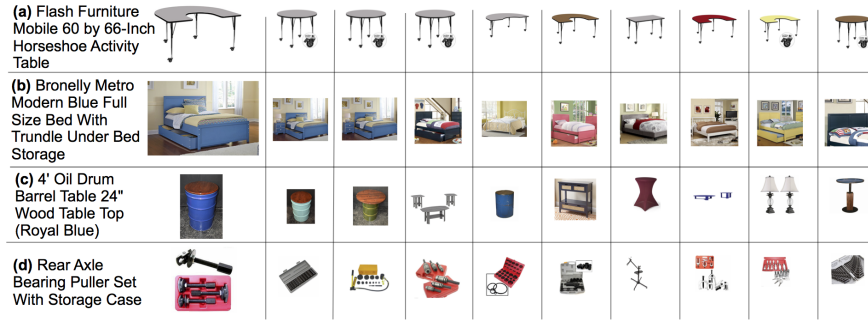 (a) Flash Furniture
Mobile 60 by 66-Inch
Horseshoe Activity
Table
(b) Bronelly Metro
Modern Blue Full
Size Bed With
Trundle Under Bed
Storage
(c) 4' Oil Drum
Barrel Table 24"
Wood Table Top
(Royal Blue)
(d) Rear Axle
Bearing Puller Set
With Storage Case